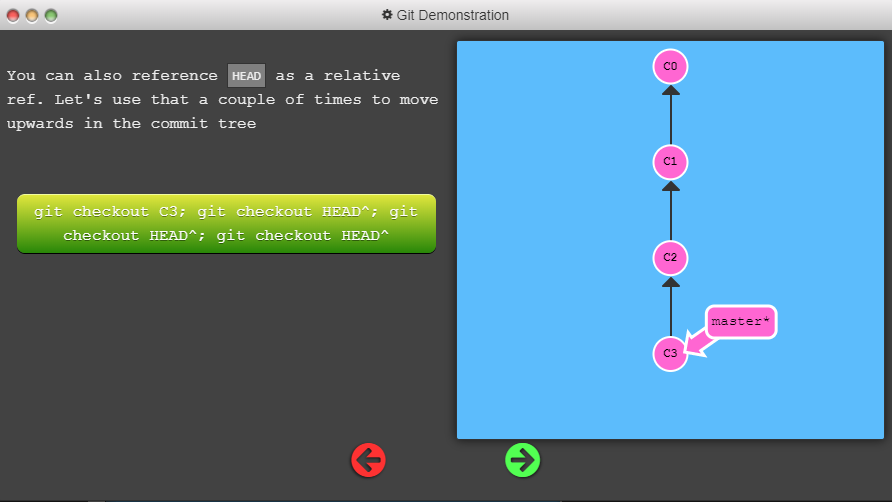 Git Demonstration
You can also reference HEAD as a relative
ref. Let's use that a couple of times to move
upwards in the commit tree
git checkout C3; git checkout HEAD^; git
checkout HEAD^; git checkout HEAD^
C0
C1
C2
master*
C3